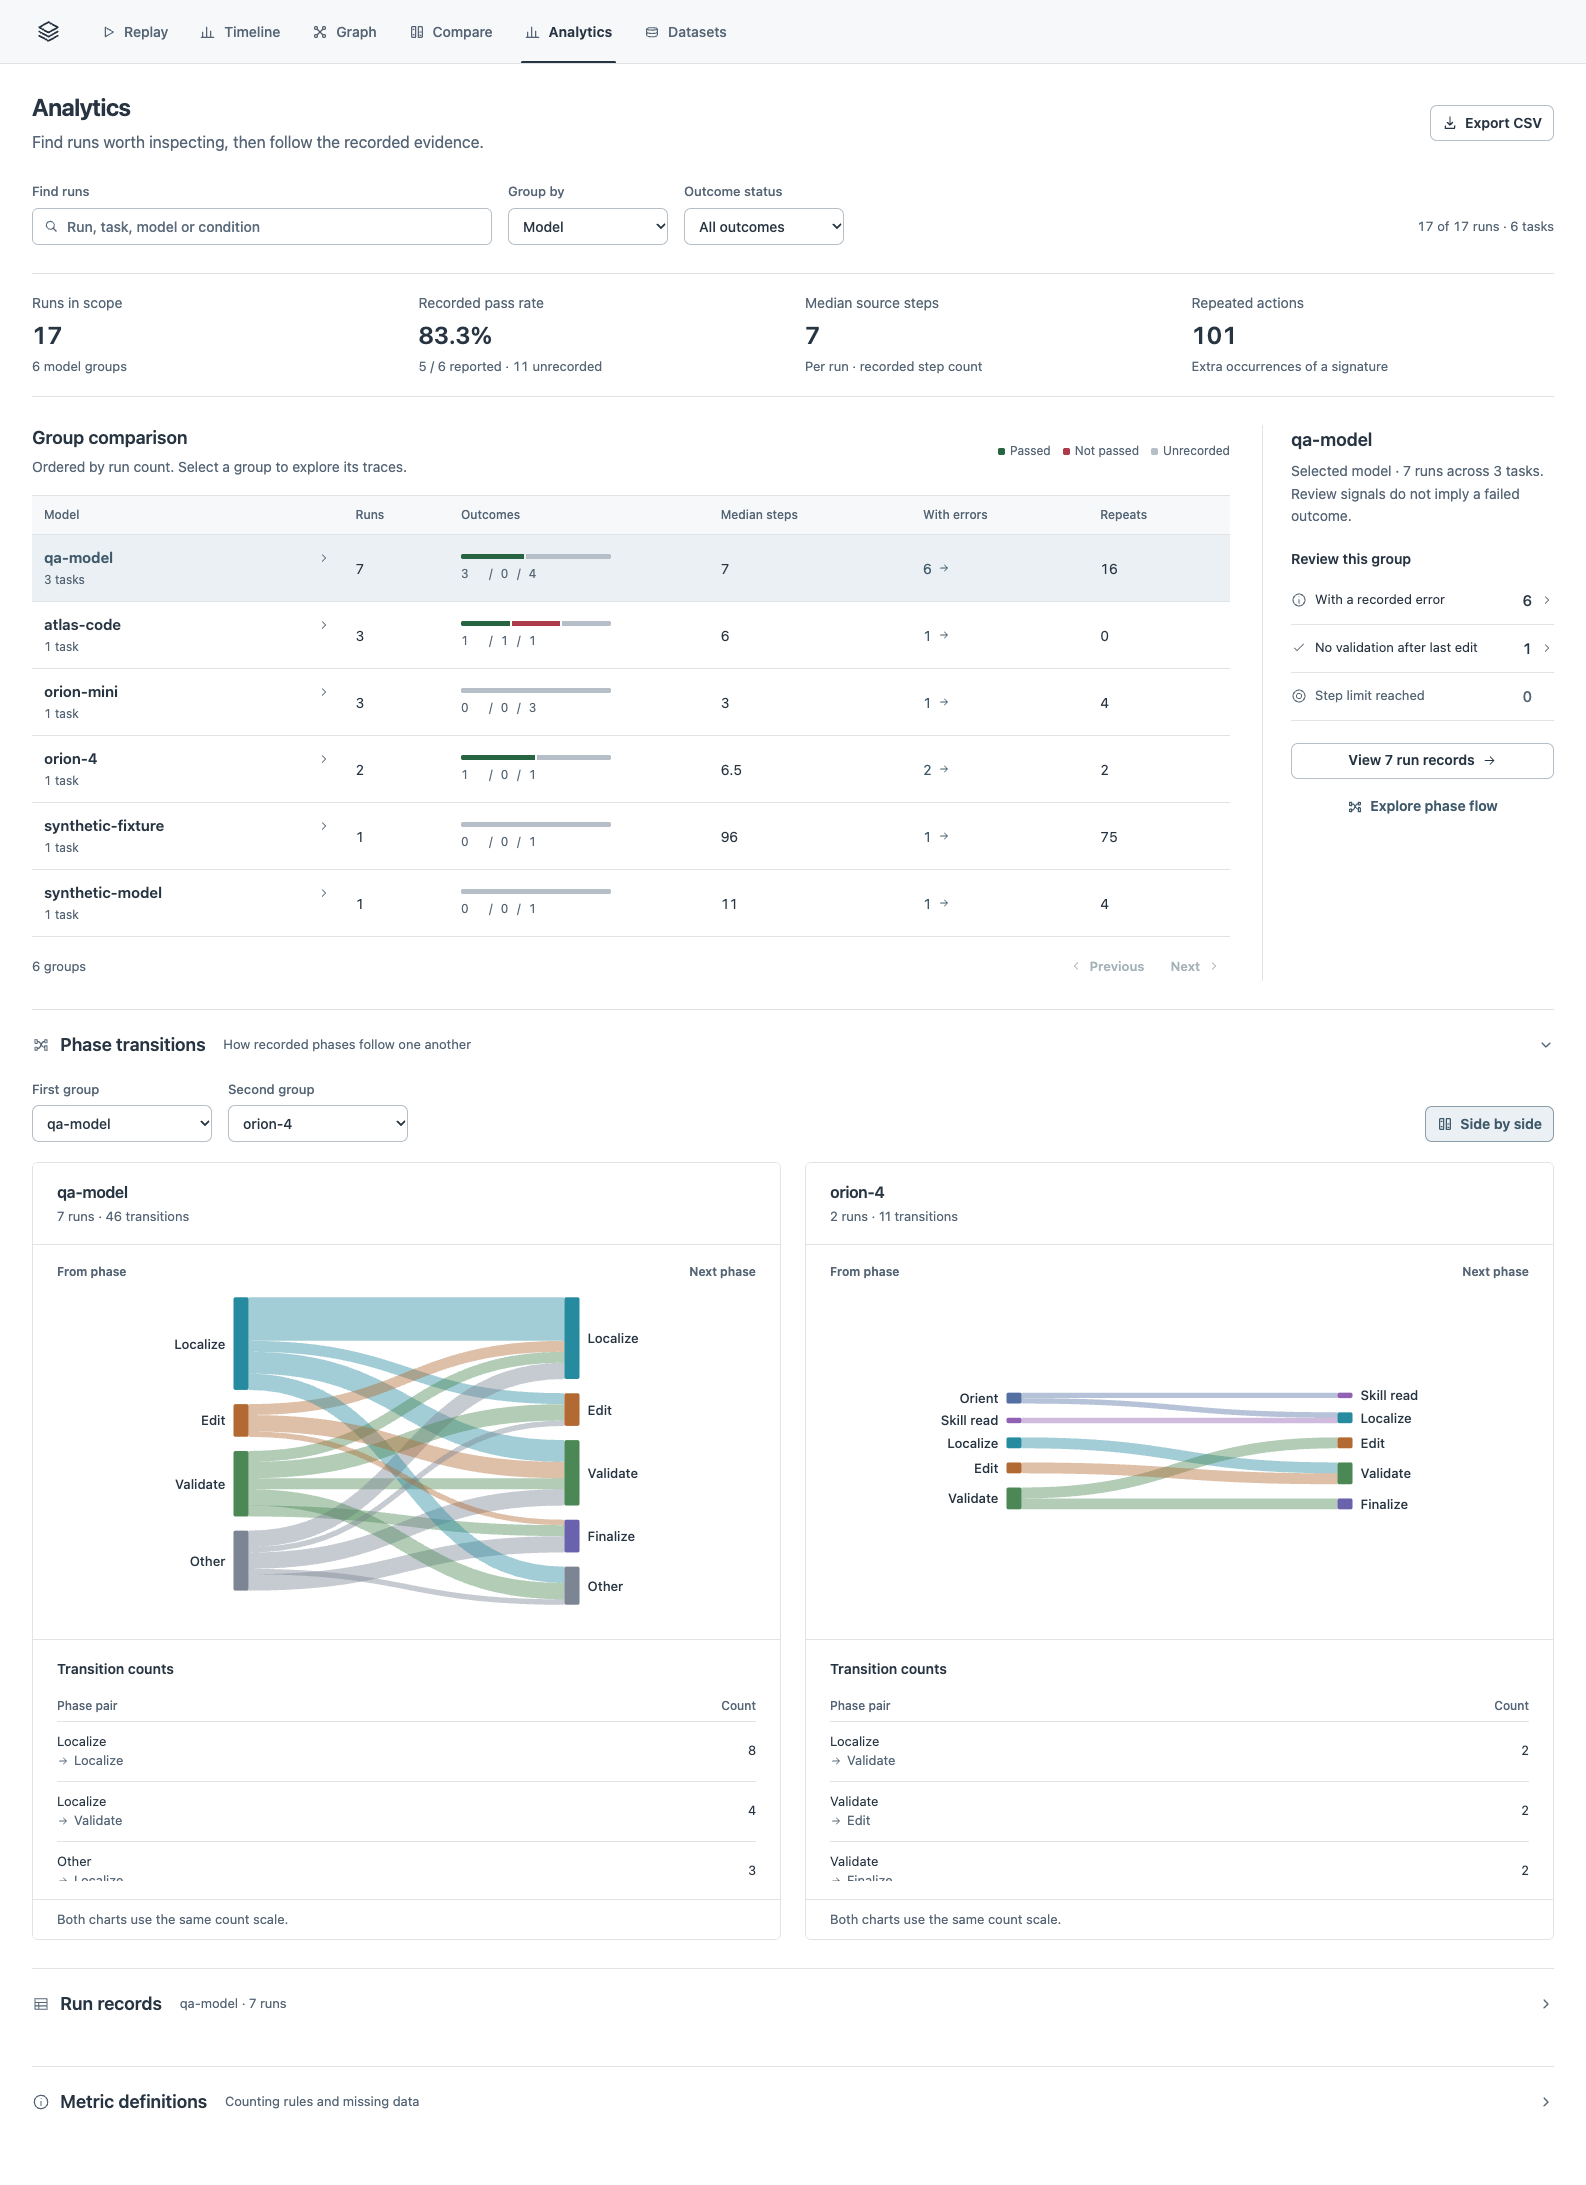 Replay
Timeline
Graph
Compare
Analytics
Datasets
Analytics
Find runs worth inspecting, then follow the recorded evidence.
Export CSV
Find runs
Group by
Outcome status
Run, task, model or condition
Model
All outcomes
17 of 17 runs · 6 tasks
Runs in scope
17
6 model groups
Recorded pass rate
83.3%
5 / 6 reported · 11 unrecorded
Median source steps
7
Per run · recorded step count
Repeated actions
101
Extra occurrences of a signature
Group comparison
Ordered by run count. Select a group to explore its traces.
Passed
Not passed
Unrecorded
Model Runs Outcomes Median steps With errors Repeats
qa-model
3 tasks
7
3 / 0 / 4
7
6 →
16
atlas-code
1 task
3
1 / 1 / 1
6
1 →
0
orion-mini
1 task
3
0 / 0 / 3
3
1 →
4
orion-4
1 task
2
1 / 0 / 1
6.5
2 →
2
synthetic-fixture
1 task
1
0 / 0 / 1
96
1 →
75
synthetic-model
1 task
1
0 / 0 / 1
11
1 →
4
6 groups
Previous
Next
qa-model
Selected model · 7 runs across 3 tasks.
Review signals do not imply a failed
outcome.
Review this group
With a recorded error 6
No validation after last edit 1
Step limit reached 0
View 7 run records →
Explore phase flow
Phase transitions
How recorded phases follow one another
First group
Second group
qa-model
orion-4
Side by side
qa-model
7 runs · 46 transitions
From phase
Next phase
Localize
Edit
Validate
Other
Localize
Edit
Validate
Finalize
Other
Transition counts
Phase pair Count
Localize
→ Localize
8
Localize
→ Validate
4
Other
→ Localize
3
Both charts use the same count scale.
orion-4
2 runs · 11 transitions
From phase
Next phase
Orient
Skill read
Localize
Edit
Validate
Skill read
Localize
Edit
Validate
Finalize
Transition counts
Phase pair Count
Localize
→ Validate
2
Validate
→ Edit
2
Validate
→ Finalize
2
Both charts use the same count scale.
Run records
qa-model · 7 runs
Metric definitions
Counting rules and missing data